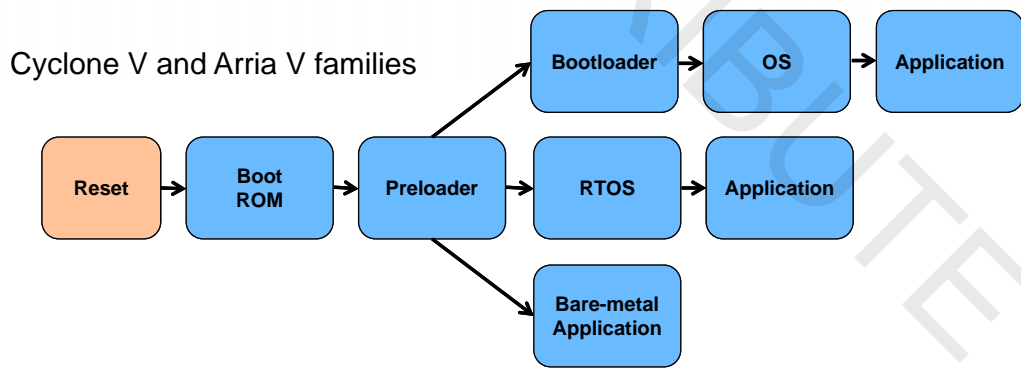 Cyclone V and Arria V families
Bootloader
OS
Application
Reset
Boot
ROM
Preloader
RTOS
Application
Bare-metal
Application